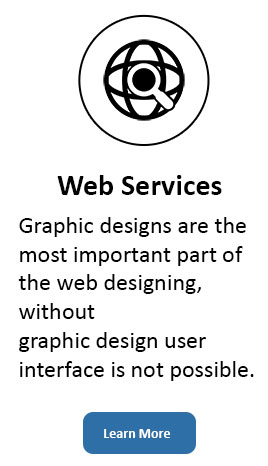 Web Services
Graphic designs are the
most important part of
the web designing,
without
graphic design user
interface is not possible.
Learn More